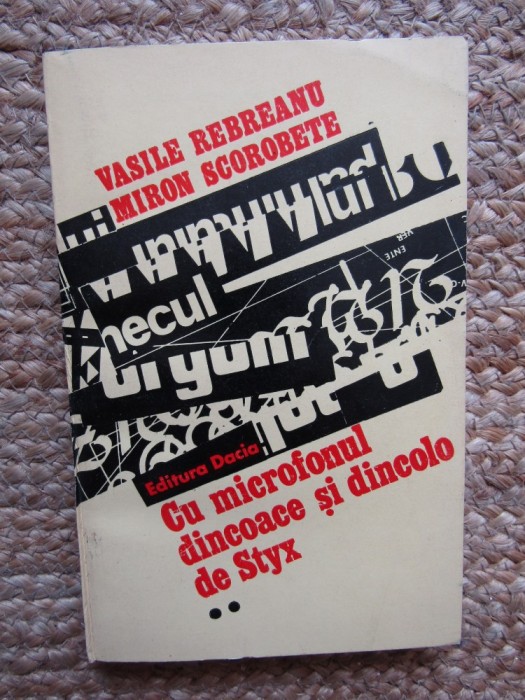 VASILE REBREANU
MIRON SCOROBETE
necul
Editura Dacia
Cu microfonul
dincoace și dincolo
de Styx